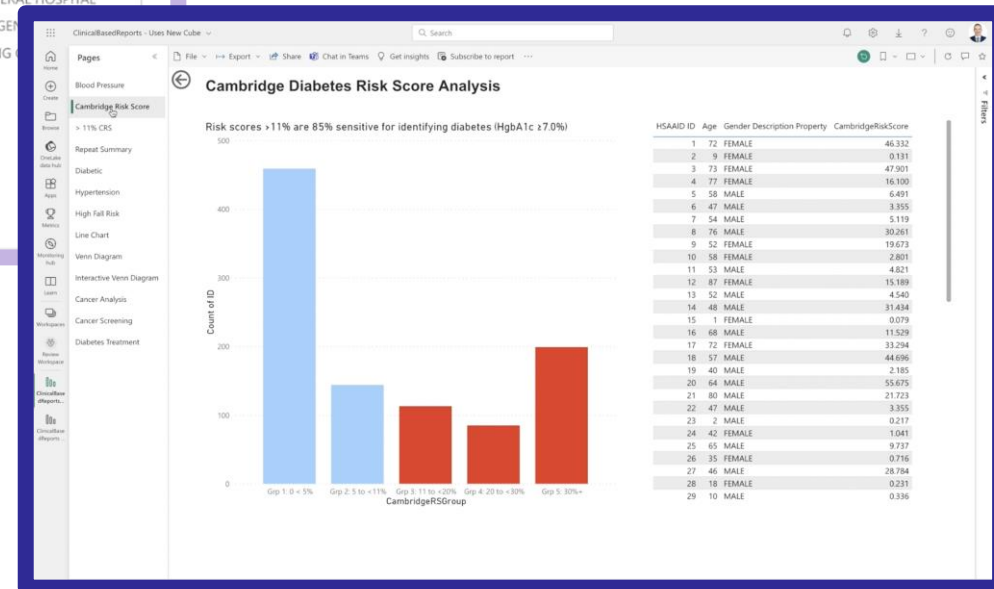 ERAL HOSPITAL
ClinicalBasedReports - Uses New Cube
Search
Home
Create
Browse
OneLake data hub
Apps
Metrics
Monitoring hub
Learn
Workspaces
Review Workspace
ClinicalBasedReports...
ClinicalBasedReports...
Pages
Blood Pressure
Cambridge Risk Score
> 11% CRS
Repeat Summary
Diabetic
Hypertension
High Fall Risk
Line Chart
Venn Diagram
Interactive Venn Diagram
Cancer Analysis
Cancer Screening
Diabetes Treatment
File Export Share Chat in Teams Get insights Subscribe to report ...
Cambridge Diabetes Risk Score Analysis
Risk scores >11% are 85% sensitive for identifying diabetes (HgbA1c ≥7.0%)
500
400
300
200
100
0
Count of ID
Grp 1: 0 < 5% Grp 2: 5 to <11% Grp 3: 11 to <20% Grp 4: 20 to <30% Grp 5: 30%+
CambridgeRSGroup
HSAAID ID Age Gender Description Property CambridgeRiskScore
1 72 FEMALE 46.332
2 9 FEMALE 0.131
3 73 FEMALE 47.901
4 77 FEMALE 16.100
5 58 MALE 6.491
6 47 MALE 3.355
7 54 MALE 5.119
8 76 MALE 30.261
9 52 FEMALE 19.673
10 58 FEMALE 2.801
11 53 MALE 4.821
12 87 FEMALE 15.189
13 52 MALE 4.540
14 48 MALE 31.434
15 1 FEMALE 0.079
16 68 MALE 11.529
17 72 FEMALE 33.294
18 57 MALE 44.696
19 40 MALE 2.185
20 64 MALE 55.675
21 80 MALE 21.723
22 47 MALE 3.355
23 2 MALE 0.217
24 42 FEMALE 1.041
25 65 MALE 9.737
26 35 FEMALE 0.716
27 46 MALE 28.784
28 18 FEMALE 0.231
29 10 MALE 0.336
Filters